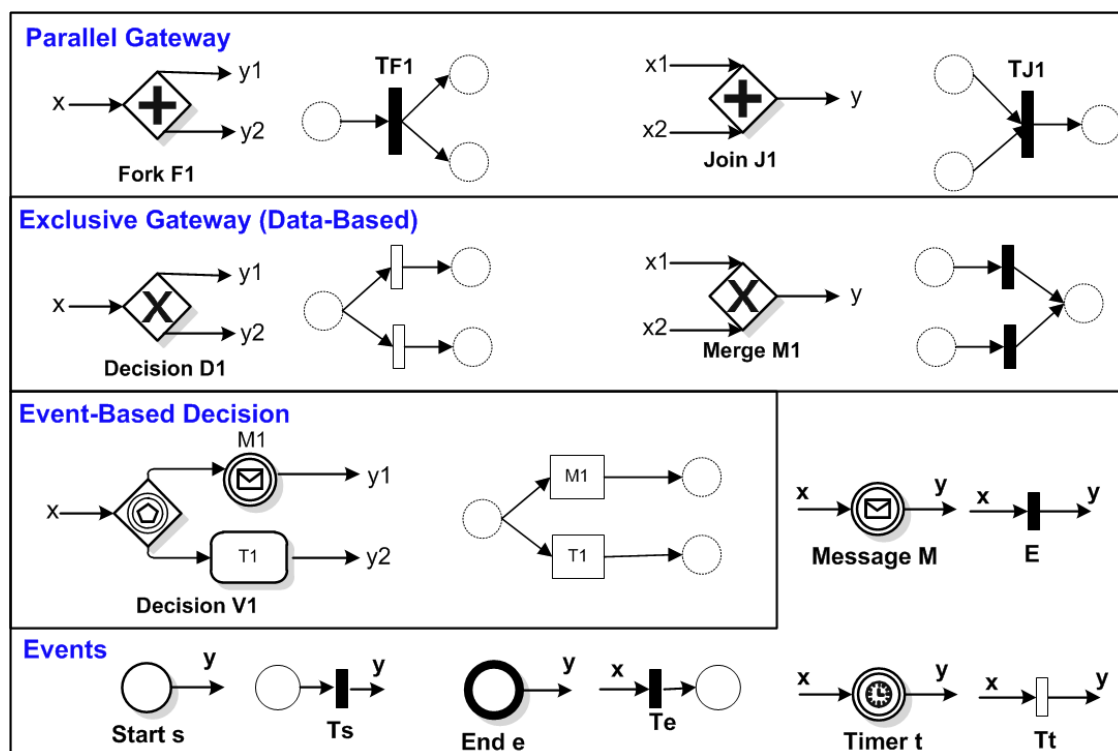 Parallel Gateway
x
y1
y2
Fork F1
TF1
x1
x2
y
Join J1
TJ1
Exclusive Gateway (Data-Based)
x
y1
y2
Decision D1
x1
x2
y
Merge M1
Event-Based Decision
M1
x
y1
T1
y2
Decision V1
M1
T1
x
y
Message M
x
y
E
Events
y
Start s
y
Ts
y
End e
x
Te
x
y
Timer t
x
y
Tt